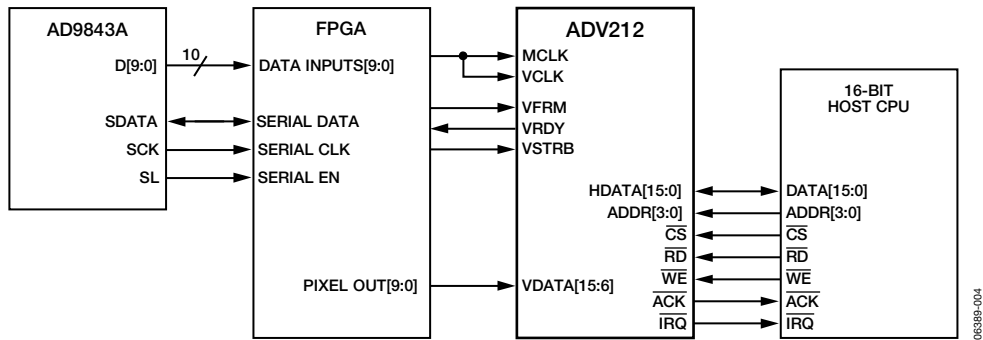 AD9843A
D[9:0]
10
SDATA
SCK
SL
FPGA
DATA INPUTS[9:0]
SERIAL DATA
SERIAL CLK
SERIAL EN
PIXEL OUT[9:0]
ADV212
MCLK
VCLK
VFRM
VRDY
VSTRB
HDATA[15:0]
ADDR[3:0]
CS
RD
WE
VDATA[15:6]
ACK
IRQ
16-BIT
HOST CPU
DATA[15:0]
ADDR[3:0]
CS
RD
WE
ACK
IRQ
06389-004